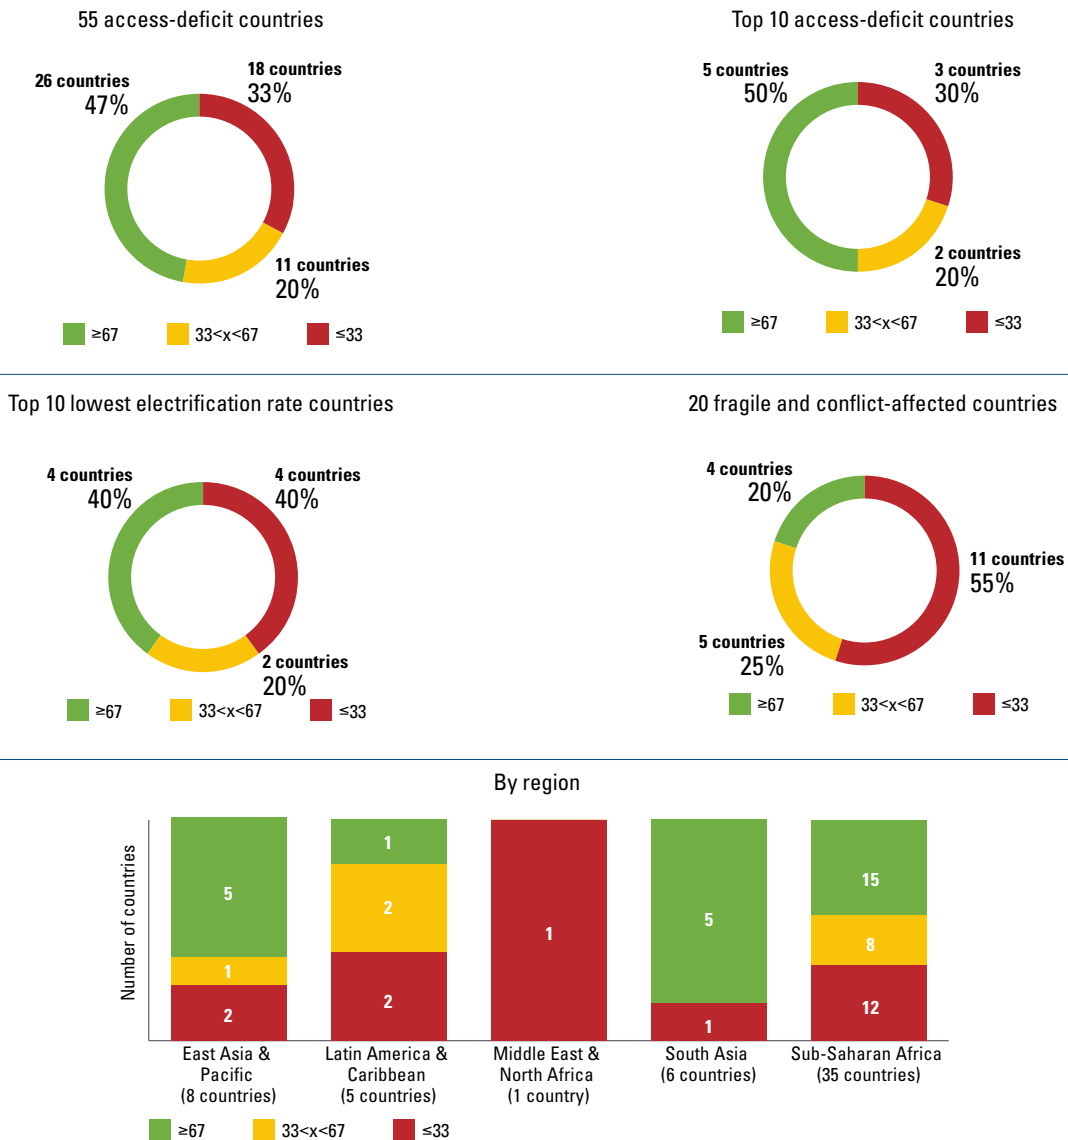 55 access-deficit countries
26 countries
47%
18 countries
33%
11 countries
20%
≥67
33<x<67
≤33
Top 10 access-deficit countries
5 countries
50%
3 countries
30%
2 countries
20%
≥67
33<x<67
≤33
Top 10 lowest electrification rate countries
4 countries
40%
4 countries
40%
2 countries
20%
≥67
33<x<67
≤33
20 fragile and conflict-affected countries
4 countries
20%
11 countries
55%
5 countries
25%
≥67
33<x<67
≤33
By region
Number of countries
5
1
2
1
2
2
1
5
1
15
8
12
East Asia &
Pacific
(8 countries)
Latin America &
Caribbean
(5 countries)
Middle East &
North Africa
(1 country)
South Asia
(6 countries)
Sub-Saharan Africa
(35 countries)
≥67
33<x<67
≤33